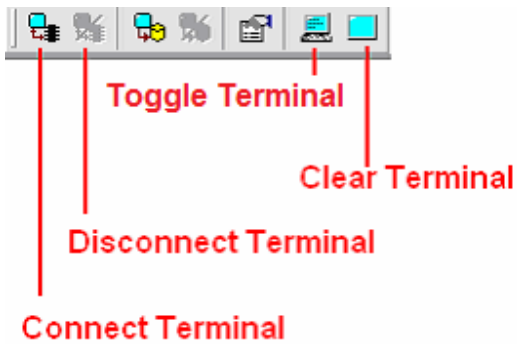 Toggle Terminal
Clear Terminal
Disconnect Terminal
Connect Terminal